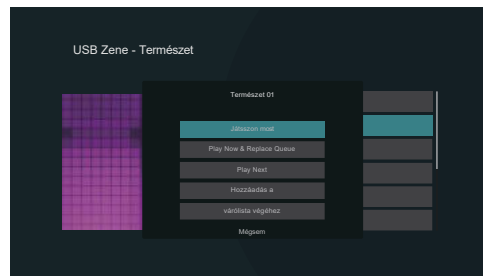 USB Zene - Természet
Természet 01
Játsszon most
Play Now & Replace Queue
Play Next
Hozzáadás a
várólista végéhez
Mégsem